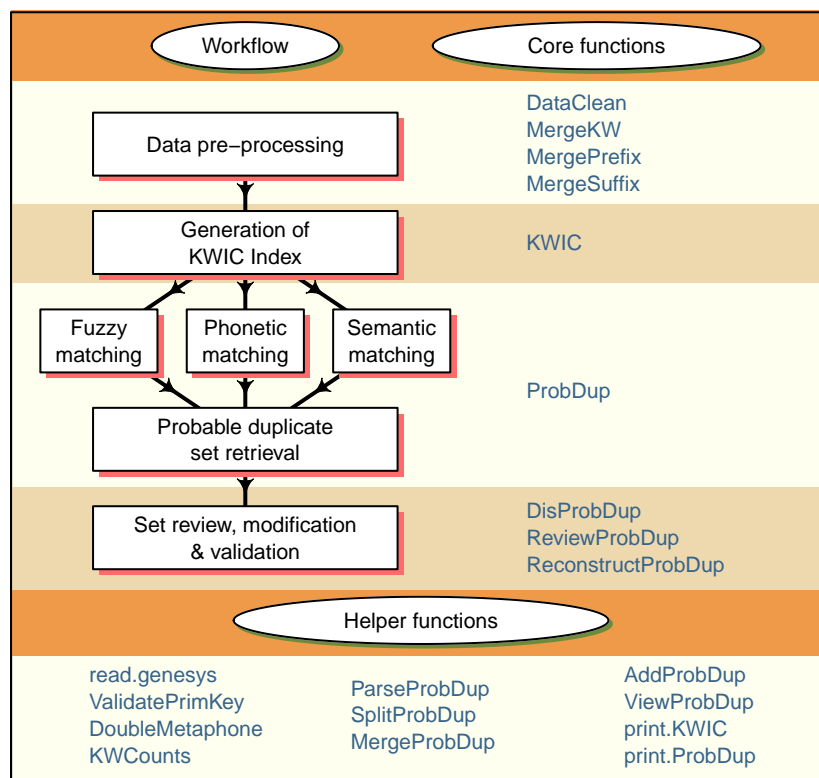 Workflow
Core functions
Data pre−processing
DataClean
MergeKW
MergePrefix
MergeSuffix
Generation of
KWIC Index
KWIC
Fuzzy
matching
Phonetic
matching
Semantic
matching
ProbDup
Probable duplicate
set retrieval
Set review, modification
& validation
DisProbDup
ReviewProbDup
ReconstructProbDup
Helper functions
read.genesys
ValidatePrimKey
DoubleMetaphone
KWCounts
ParseProbDup
SplitProbDup
MergeProbDup
AddProbDup
ViewProbDup
print.KWIC
print.ProbDup